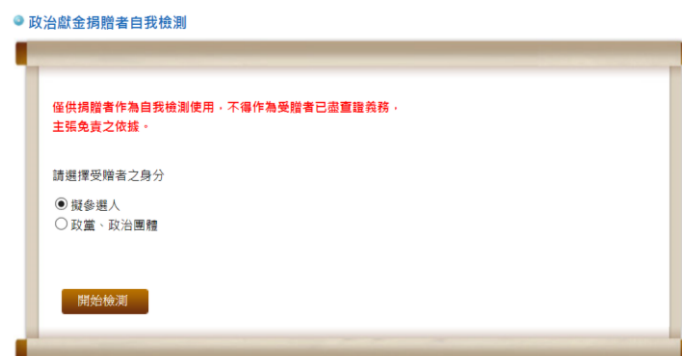 政治獻金捐贈者自我檢測
僅供捐贈者作為自我檢測使用，不得作為受贈者已盡查證義務，
主張免責之依據。
請選擇受贈者之身分
擬參選人
政黨、政治團體
開始檢測